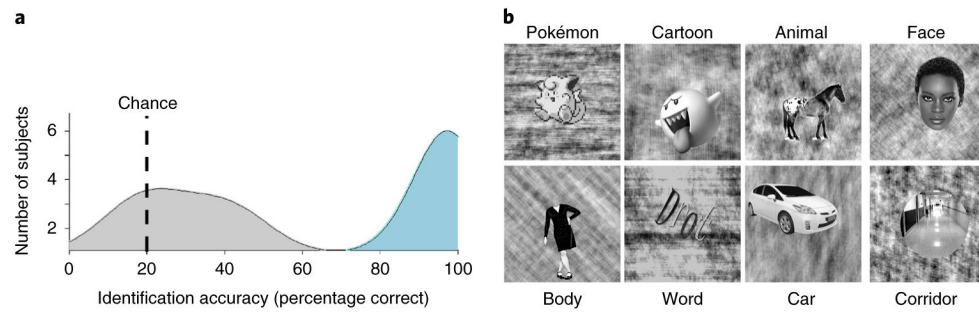 a
Chance
Number of subjects
6
4
2
0
20
40
60
80
100
Identification accuracy (percentage correct)
b
Pokémon
Cartoon
Animal
Face
Body
Word
Car
Corridor